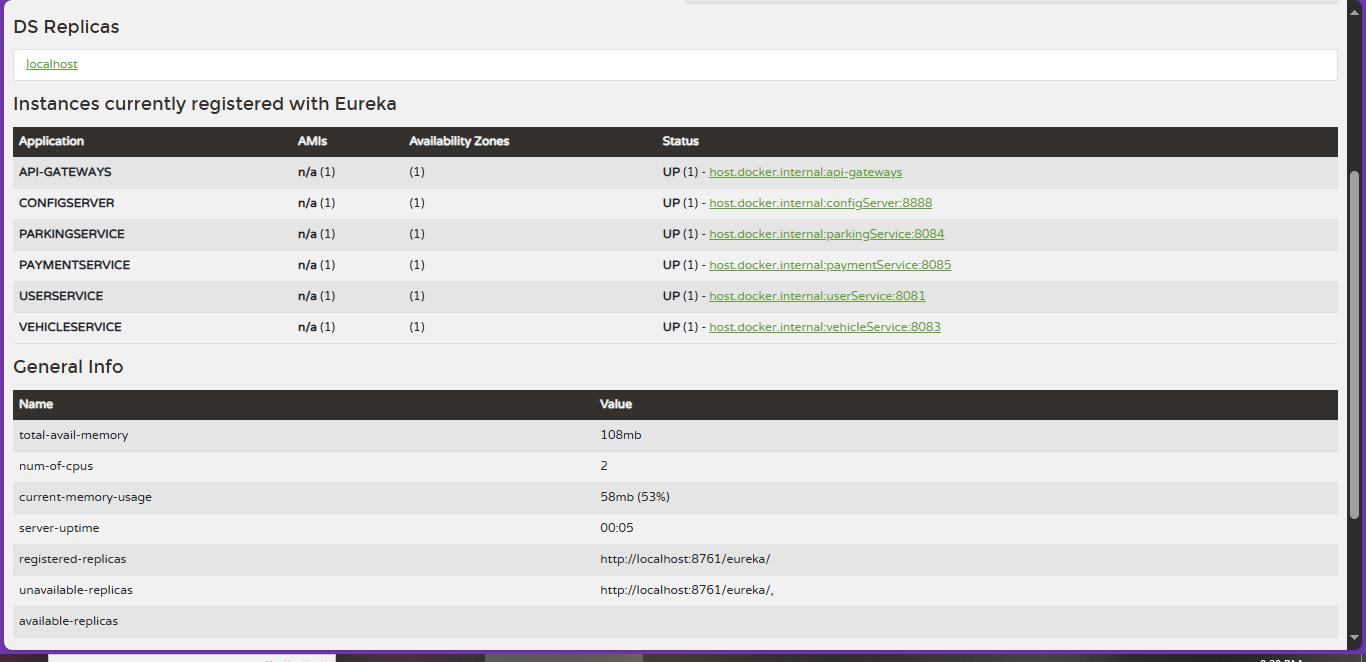 DS Replicas
localhost
Instances currently registered with Eureka
Application AMIs Availability Zones Status
API-GATEWAYS n/a (1) (1) UP (1) - host.docker.internal:api-gateways
CONFIGSERVER n/a (1) (1) UP (1) - host.docker.internal:configServer:8888
PARKINGSERVICE n/a (1) (1) UP (1) - host.docker.internal:parkingService:8084
PAYMENTSERVICE n/a (1) (1) UP (1) - host.docker.internal:paymentService:8085
USERSERVICE n/a (1) (1) UP (1) - host.docker.internal:userService:8081
VEHICLESERVICE n/a (1) (1) UP (1) - host.docker.internal:vehicleService:8083
General Info
Name Value
total-avail-memory 108mb
num-of-cpus 2
current-memory-usage 58mb (53%)
server-uptime 00:05
registered-replicas http://localhost:8761/eureka/
unavailable-replicas http://localhost:8761/eureka/,
available-replicas